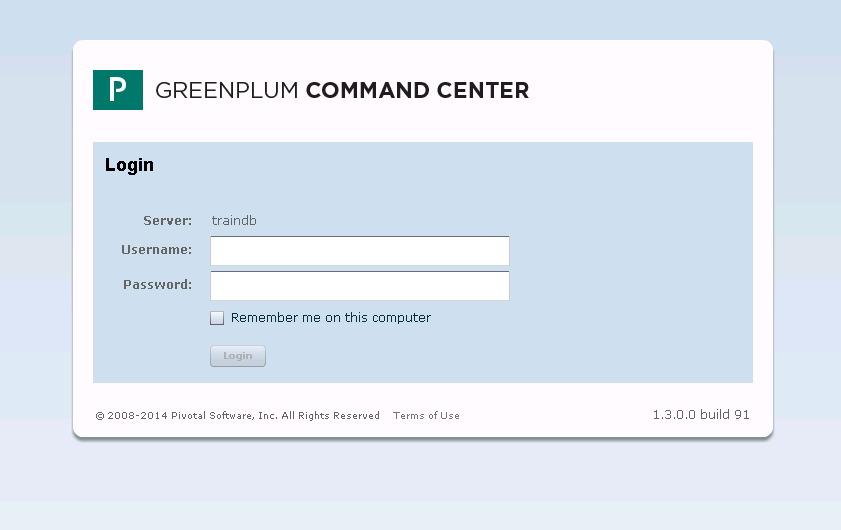 P GREENPLUM COMMAND CENTER
Login
Server: traindb
Username:
Password:
Remember me on this computer
Login
© 2008-2014 Pivotal Software, Inc. All Rights Reserved Terms of Use 1.3.0.0 build 91